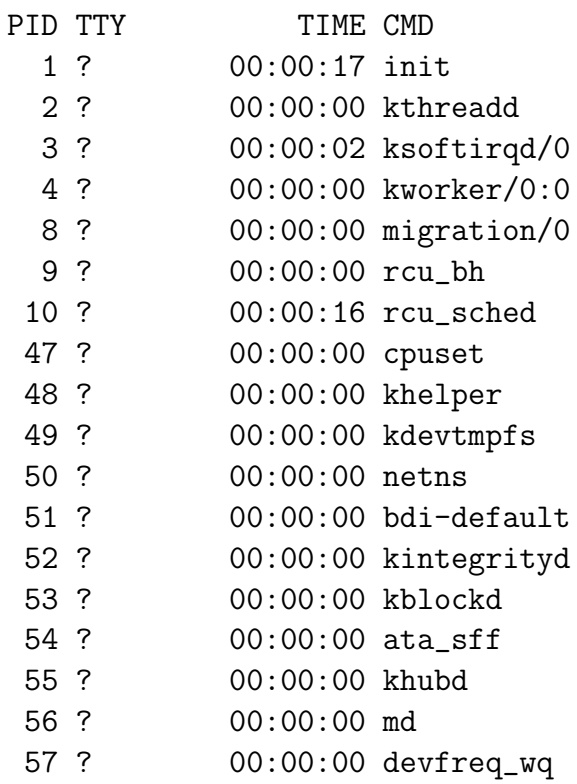 PID TTY          TIME CMD
  1 ?        00:00:17 init
  2 ?        00:00:00 kthreadd
  3 ?        00:00:02 ksoftirqd/0
  4 ?        00:00:00 kworker/0:0
  8 ?        00:00:00 migration/0
  9 ?        00:00:00 rcu_bh
 10 ?        00:00:16 rcu_sched
 47 ?        00:00:00 cpuset
 48 ?        00:00:00 khelper
 49 ?        00:00:00 kdevtmpfs
 50 ?        00:00:00 netns
 51 ?        00:00:00 bdi-default
 52 ?        00:00:00 kintegrityd
 53 ?        00:00:00 kblockd
 54 ?        00:00:00 ata_sff
 55 ?        00:00:00 khubd
 56 ?        00:00:00 md
 57 ?        00:00:00 devfreq_wq